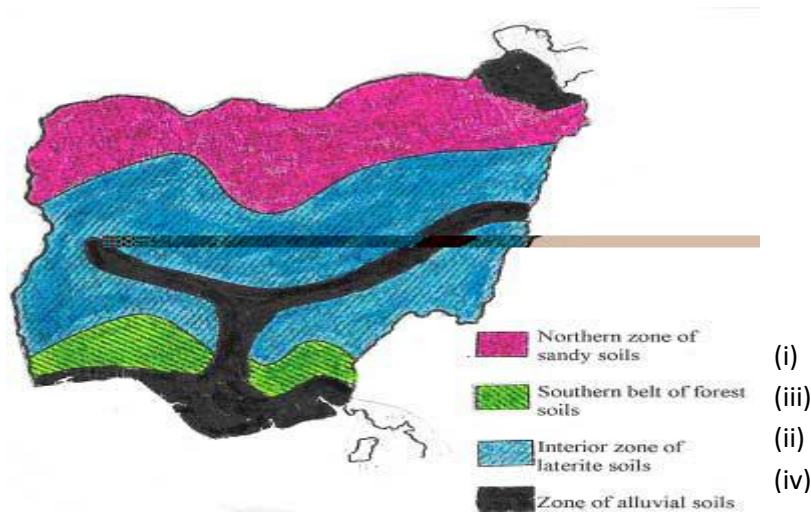 Northern zone of
sandy soils
(i)
Southern belt of forest
soils
(iii)
Interior zone of
laterite soils
(ii)
Zone of alluvial soils
(iv)